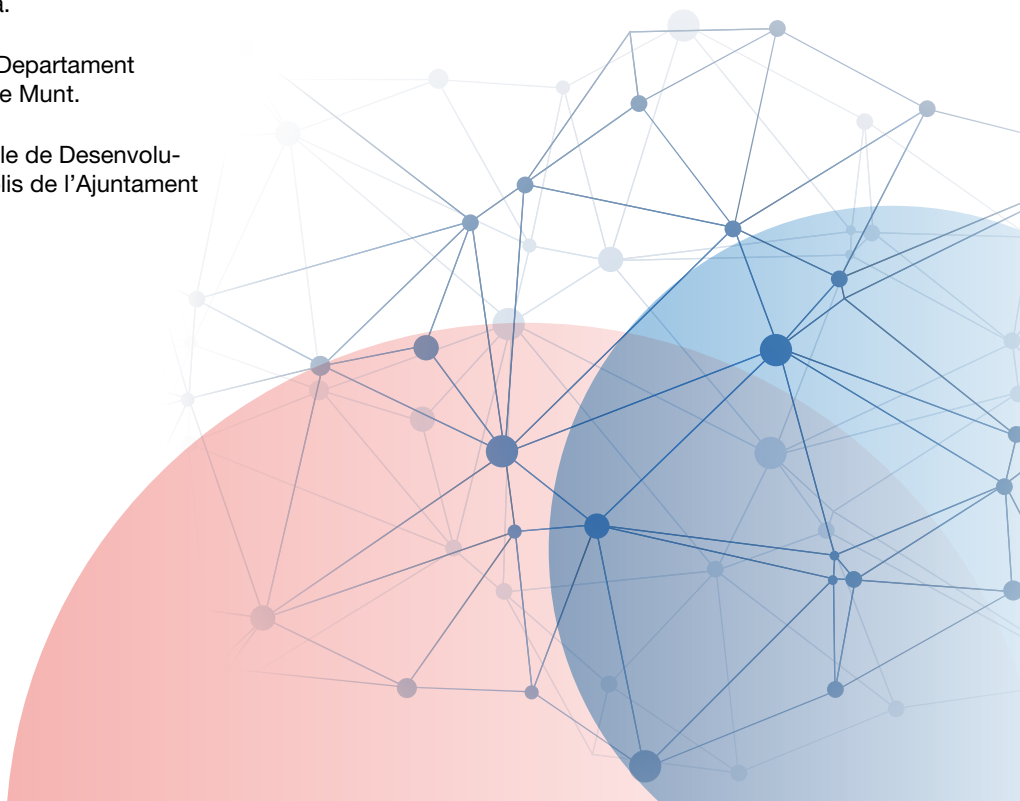 a.
Departament
e Munt.
le de Desenvolu-
lis de l’Ajuntament